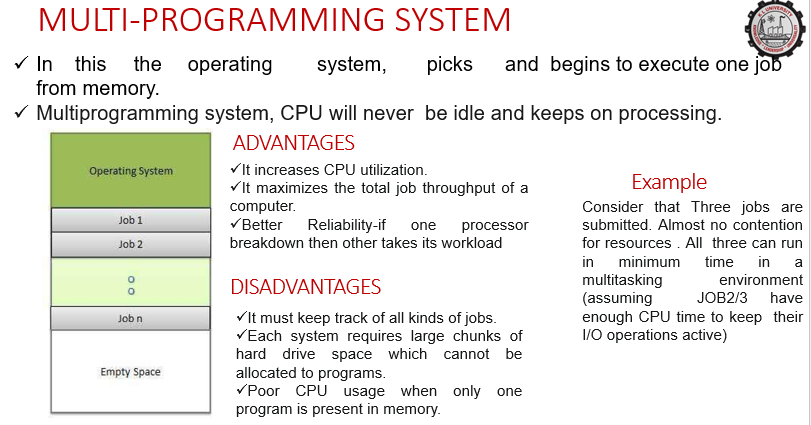 MULTI-PROGRAMMING SYSTEM
✓ In this the operating system, picks and begins to execute one job
from memory.
✓ Multiprogramming system, CPU will never be idle and keeps on processing.
Operating System
Job 1
Job 2
Job n
Empty Space
ADVANTAGES
✓It increases CPU utilization.
✓It maximizes the total job throughput of a
computer.
✓Better Reliability-if one processor
breakdown then other takes its workload
DISADVANTAGES
✓It must keep track of all kinds of jobs.
✓Each system requires large chunks of
hard drive space which cannot be
allocated to programs.
✓Poor CPU usage when only one
program is present in memory.
Example
Consider that Three jobs are
submitted. Almost no contention
for resources . All three can run
in minimum time in a
multitasking environment
(assuming JOB2/3 have
enough CPU time to keep their
I/O operations active)